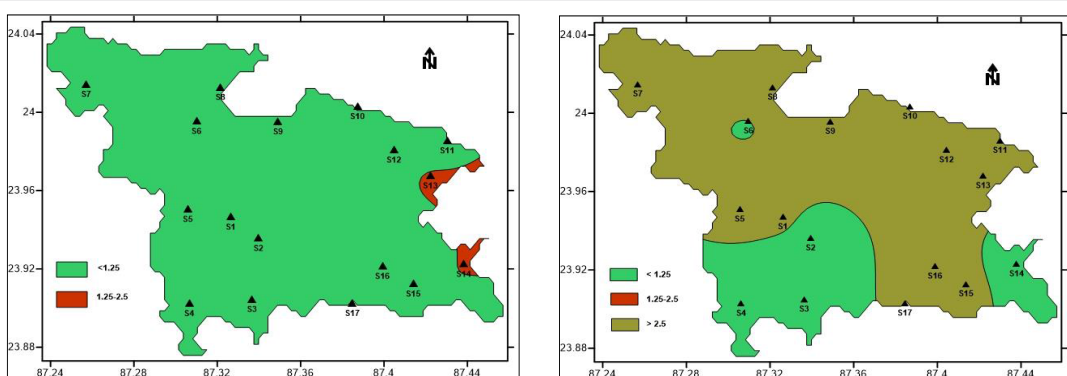 24.04
24
23.96
23.92
23.88
87.24
87.28
87.32
87.36
87.4
87.44
N
S7
S8
S6
S9
S10
S11
S12
S13
S5
S1
S2
S16
S14
S15
S4
S3
S17
<1.25
1.25-2.5
24.04
24
23.96
23.92
23.88
87.24
87.28
87.32
87.36
87.4
87.44
N
S7
S8
S6
S9
S10
S11
S12
S13
S5
S1
S2
S16
S14
S15
S4
S3
S17
< 1.25
1.25-2.5
> 2.5